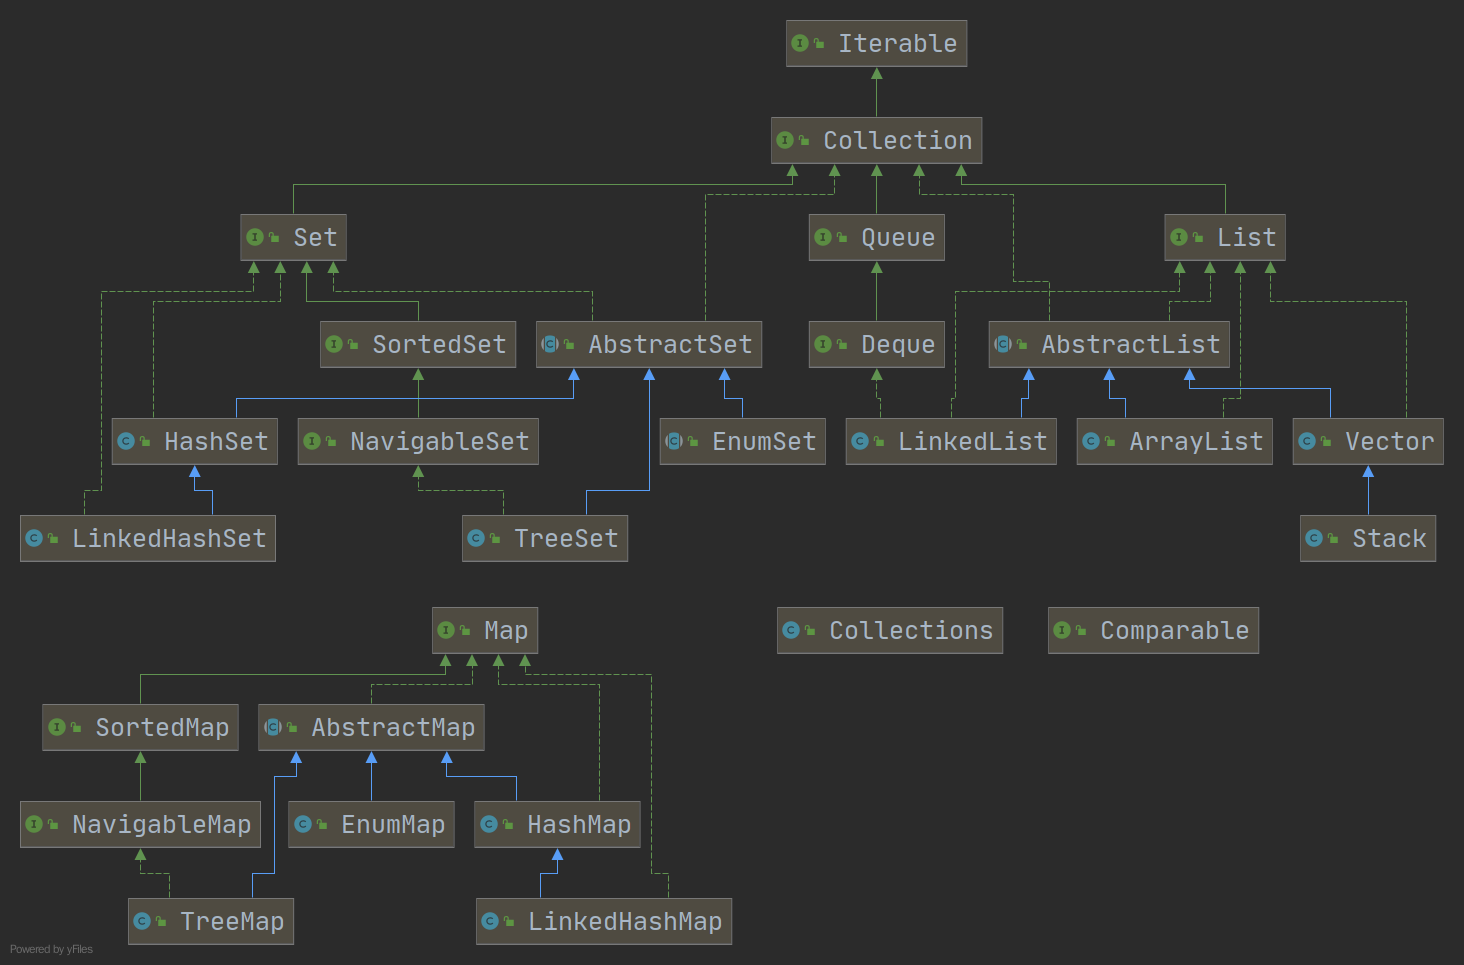 Iterable
Collection
Set
Queue
List
SortedSet
AbstractSet
Deque
AbstractList
HashSet
NavigableSet
EnumSet
LinkedList
ArrayList
Vector
LinkedHashSet
TreeSet
Stack
Map
Collections
Comparable
SortedMap
AbstractMap
NavigableMap
EnumMap
HashMap
TreeMap
LinkedHashMap
Powered by yFiles